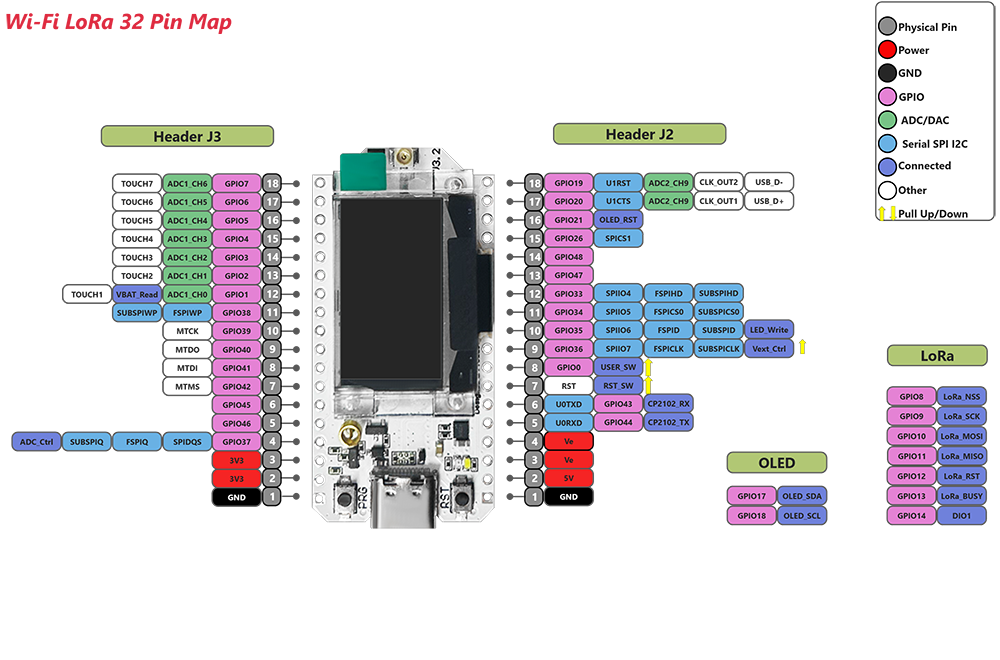 Wi-Fi LoRa 32 Pin Map
Physical Pin
Power
GND
GPIO
ADC/DAC
Serial SPI I2C
Connected
Other
Pull Up/Down
Header J3
TOUCH7 ADC1_CH6 GPIO7 18
TOUCH6 ADC1_CH5 GPIO6 17
TOUCH5 ADC1_CH4 GPIO5 16
TOUCH4 ADC1_CH3 GPIO4 15
TOUCH3 ADC1_CH2 GPIO3 14
TOUCH2 ADC1_CH1 GPIO2 13
TOUCH1 VBAT_Read ADC1_CH0 GPIO1 12
SUBSPIWP FSPIWP GPIO38 11
MTCK GPIO39 10
MTDO GPIO40 9
MTDI GPIO41 8
MTMS GPIO42 7
GPIO45 6
GPIO46 5
ADC_Ctrl SUBSPIQ FSPIQ SPIDQS GPIO37 4
3V3 3
3V3 2
GND 1
V3.2
PRG
RST
Header J2
18 GPIO19 U1RST ADC2_CH9 CLK_OUT2 USB_D-
17 GPIO20 U1CTS ADC2_CH9 CLK_OUT1 USB_D+
16 GPIO21 OLED_RST
15 GPIO26 SPICS1
14 GPIO48
13 GPIO47
12 GPIO33 SPIIO4 FSPIHD SUBSPIHD
11 GPIO34 SPIIO5 FSPICS0 SUBSPICS0
10 GPIO35 SPIIO6 FSPID SUBSPID LED_Write
9 GPIO36 SPIIO7 FSPICLK SUBSPICLK Vext_Ctrl
8 GPIO0 USER_SW
7 RST RST_SW
6 U0TXD GPIO43 CP2102_RX
5 U0RXD GPIO44 CP2102_TX
4 Ve
3 Ve
2 5V
1 GND
OLED
GPIO17 OLED_SDA
GPIO18 OLED_SCL
LoRa
GPIO8 LoRa_NSS
GPIO9 LoRa_SCK
GPIO10 LoRa_MOSI
GPIO11 LoRa_MISO
GPIO12 LoRa_RST
GPIO13 LoRa_BUSY
GPIO14 DIO1